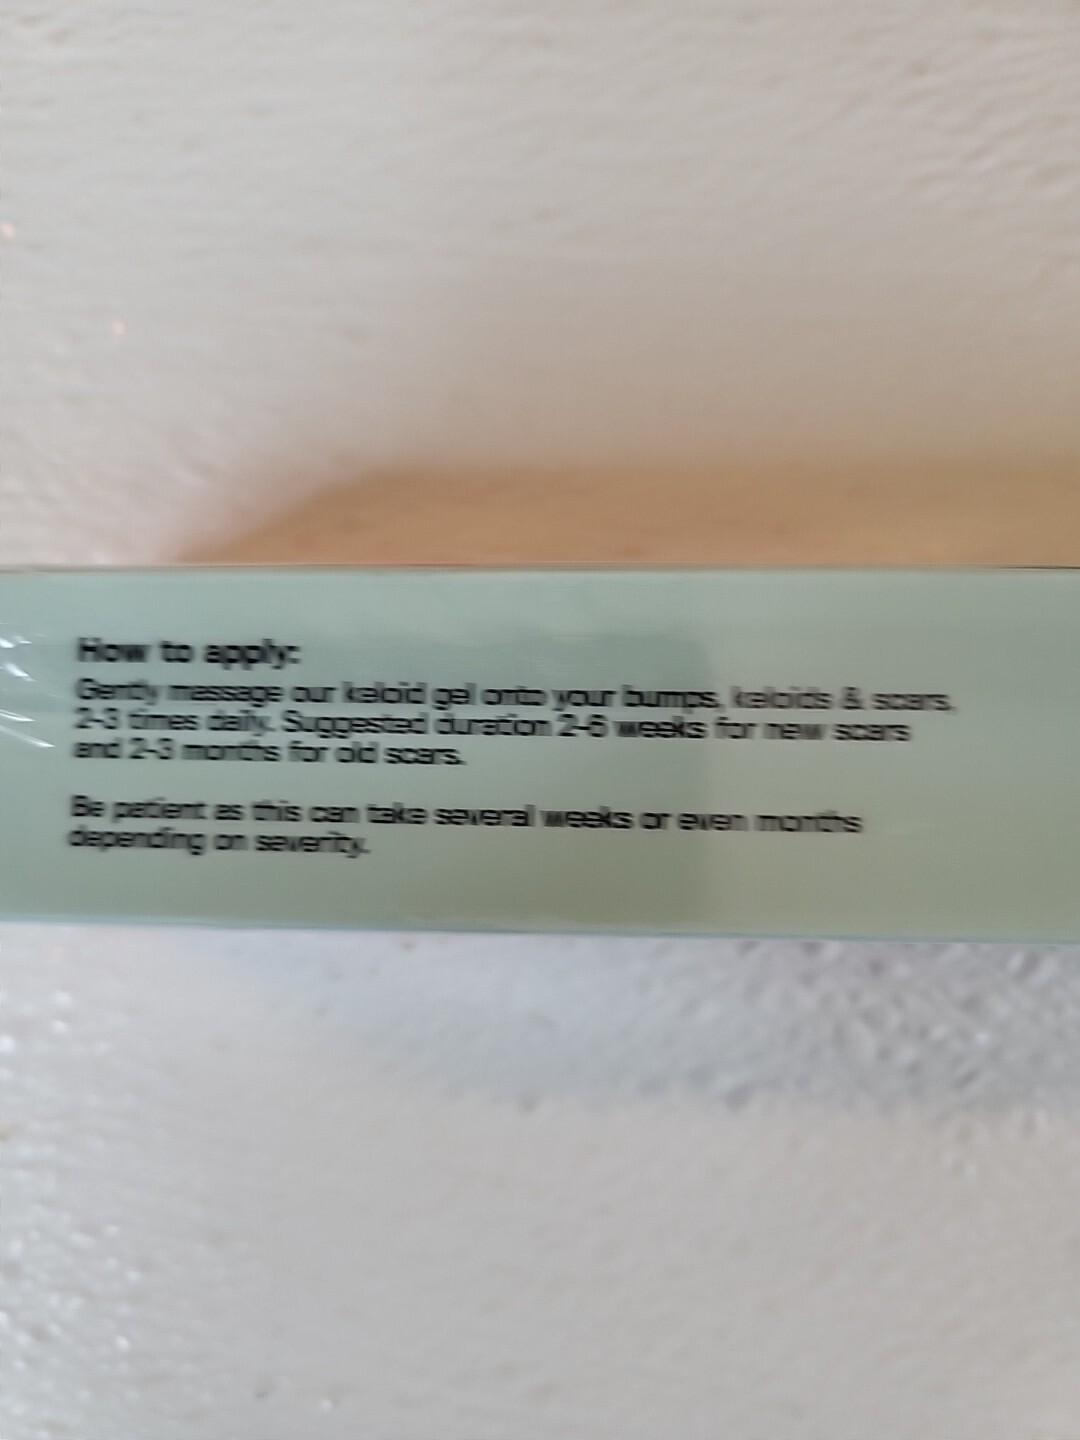 How to apply:
Gently massage our keloid gel onto your bumps, keloids & scars,
2-3 times daily. Suggested duration 2-6 weeks for new scars
and 2-3 months for old scars.
Be patient as this can take several weeks or even months
depending on severity.